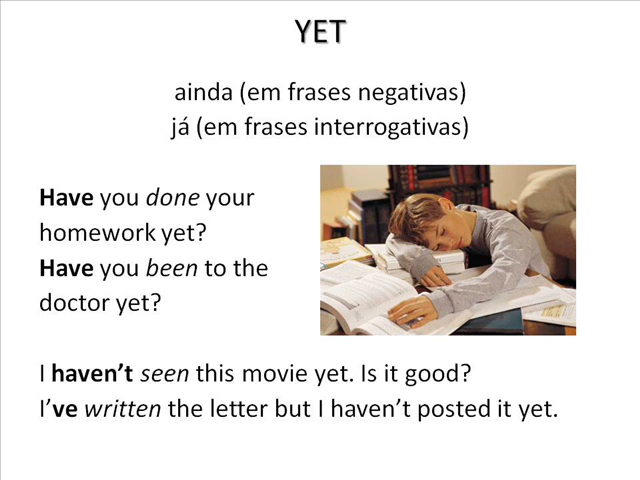 YET
ainda (em frases negativas)
já (em frases interrogativas)
Have you done your
homework yet?
Have you been to the
doctor yet?
I haven't seen this movie yet. Is it good?
I've written the letter but I haven't posted it yet.